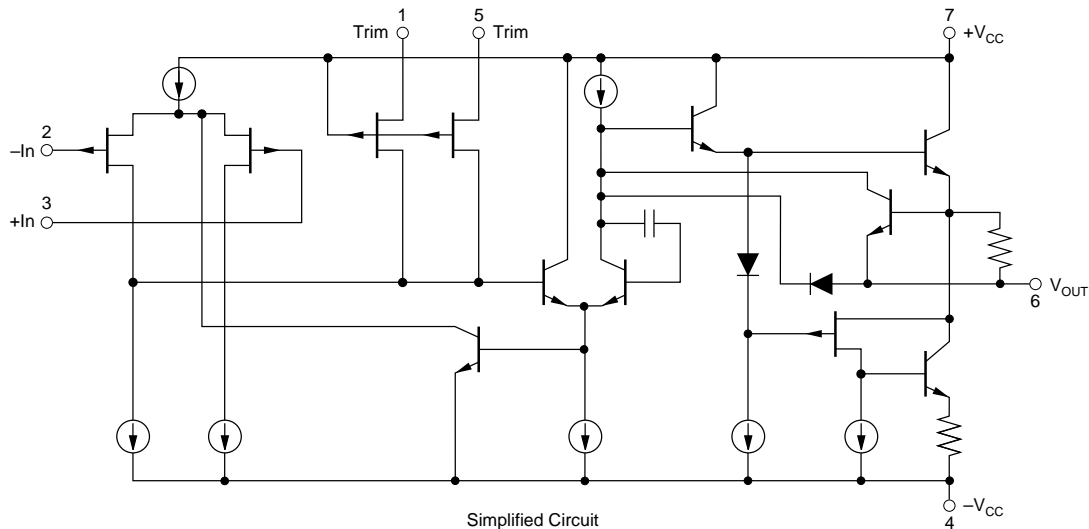 1
Trim
5
Trim
7
+VCC
2
–In
3
+In
VOUT
6
–VCC
4
Simplified Circuit